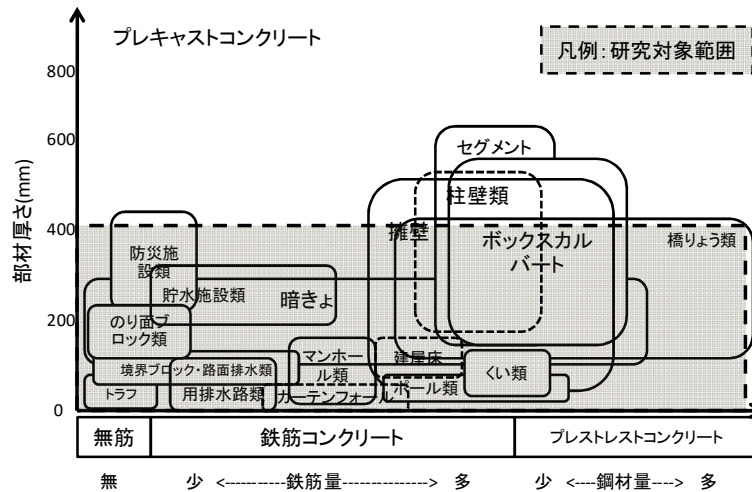 プレキャストコンクリート
凡例:研究対象範囲
部材厚さ(mm)
800
600
400
200
0
セグメント
柱壁類
擁壁
ボックスカル
バート
橋りょう類
防災施
設類
貯水施設類
暗きょ
のり面ブ
ロック類
境界ブロック・路面排水類
マンホー
ル類
建屋床
くい類
トラフ
用排水路類
カーテンフォール
ポール類
無筋
鉄筋コンクリート
プレストレストコンクリート
無
少 <-----------鉄筋量---------------> 多
少 <----鋼材量----> 多